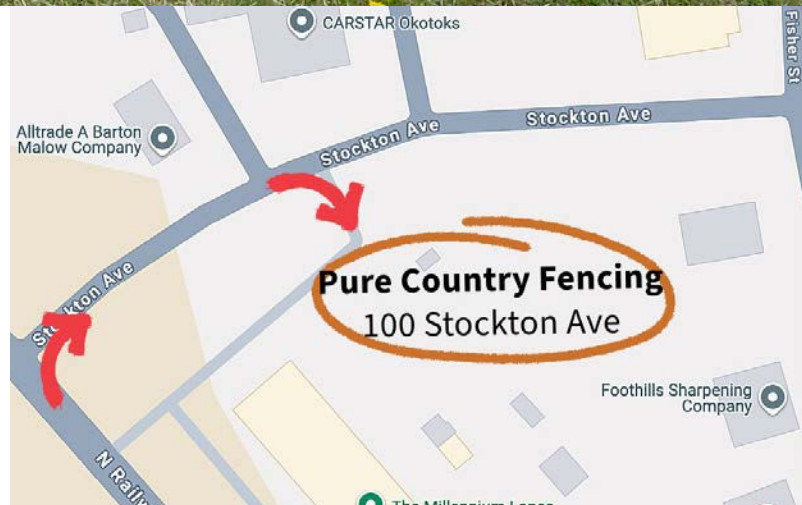 CARSTAR Okotoks
Fisher St
Alltrade A Barton
Malow Company
Stockton Ave
Stockton Ave
Stockton Ave
Pure Country Fencing
100 Stockton Ave
Foothills Sharpening
Company
N